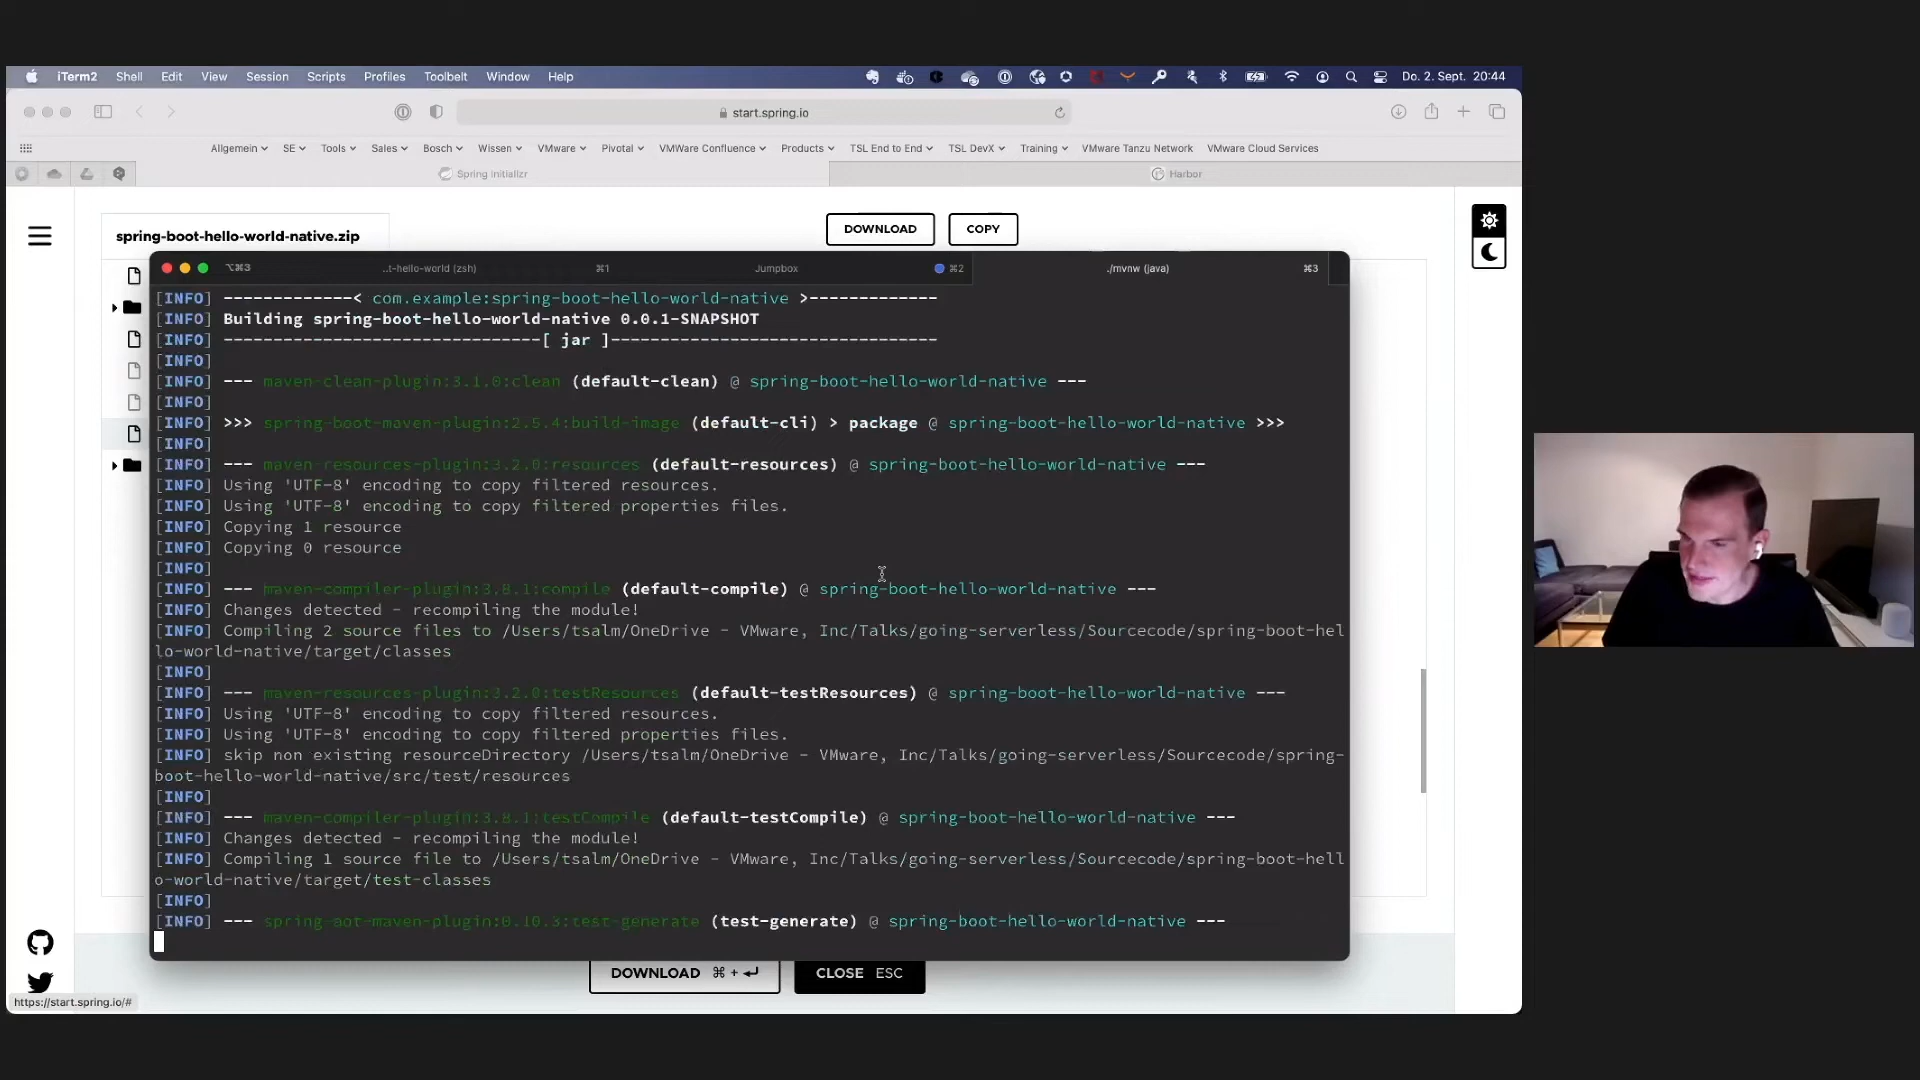 iTerm2 Shell Edit View Session Scripts Profiles Toolbelt Window Help Do. 2. Sept. 20:44
start.spring.io
Allgemein SE Tools Sales Bosch Wissen VMware Pivotal VMWare Confluence Products TSL End to End TSL DevX Training VMware Tanzu Network VMware Cloud Services
Spring Initializr Harbor
spring-boot-hello-world-native.zip DOWNLOAD COPY
⌥⌘3 ..t-hello-world (zsh) ⌘1 Jumpbox ⌘2 ./mvnw (java) ⌘3
[INFO] -------------< com.example:spring-boot-hello-world-native >-------------
[INFO] Building spring-boot-hello-world-native 0.0.1-SNAPSHOT
[INFO] --------------------------------[ jar ]---------------------------------
[INFO]
[INFO] --- maven-clean-plugin:3.1.0:clean (default-clean) @ spring-boot-hello-world-native ---
[INFO]
[INFO] >>> spring-boot-maven-plugin:2.5.4:build-image (default-cli) > package @ spring-boot-hello-world-native >>>
[INFO]
[INFO] --- maven-resources-plugin:3.2.0:resources (default-resources) @ spring-boot-hello-world-native ---
[INFO] Using 'UTF-8' encoding to copy filtered resources.
[INFO] Using 'UTF-8' encoding to copy filtered properties files.
[INFO] Copying 1 resource
[INFO] Copying 0 resource
[INFO]
[INFO] --- maven-compiler-plugin:3.8.1:compile (default-compile) @ spring-boot-hello-world-native ---
[INFO] Changes detected - recompiling the module!
[INFO] Compiling 2 source files to /Users/tsalm/OneDrive - VMware, Inc/Talks/going-serverless/Sourcecode/spring-boot-hel
lo-world-native/target/classes
[INFO]
[INFO] --- maven-resources-plugin:3.2.0:testResources (default-testResources) @ spring-boot-hello-world-native ---
[INFO] Using 'UTF-8' encoding to copy filtered resources.
[INFO] Using 'UTF-8' encoding to copy filtered properties files.
[INFO] skip non existing resourceDirectory /Users/tsalm/OneDrive - VMware, Inc/Talks/going-serverless/Sourcecode/spring-
boot-hello-world-native/src/test/resources
[INFO]
[INFO] --- maven-compiler-plugin:3.8.1:testCompile (default-testCompile) @ spring-boot-hello-world-native ---
[INFO] Changes detected - recompiling the module!
[INFO] Compiling 1 source file to /Users/tsalm/OneDrive - VMware, Inc/Talks/going-serverless/Sourcecode/spring-boot-hell
o-world-native/target/test-classes
[INFO]
[INFO] --- spring-aot-maven-plugin:0.10.3:test-generate (test-generate) @ spring-boot-hello-world-native ---
DOWNLOAD ⌘ + ↵ CLOSE ESC
https://start.spring.io/#